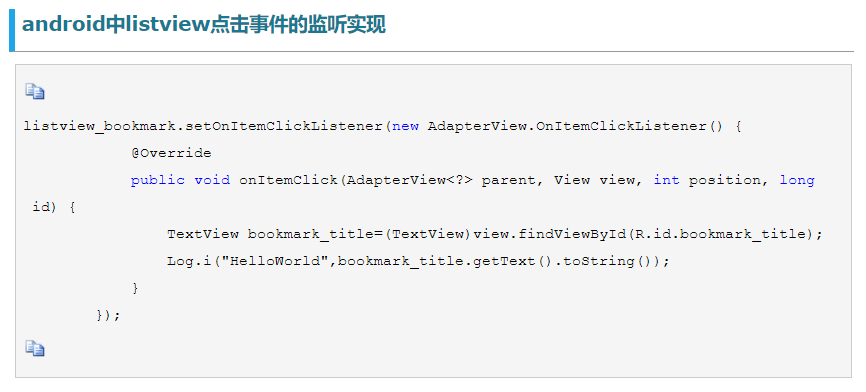 android中listview点击事件的监听实现
listview_bookmark.setOnItemClickListener(new AdapterView.OnItemClickListener() {
            @Override
            public void onItemClick(AdapterView<?> parent, View view, int position, long
 id) {
                TextView bookmark_title=(TextView)view.findViewById(R.id.bookmark_title);
                Log.i("HelloWorld",bookmark_title.getText().toString());
            }
        });